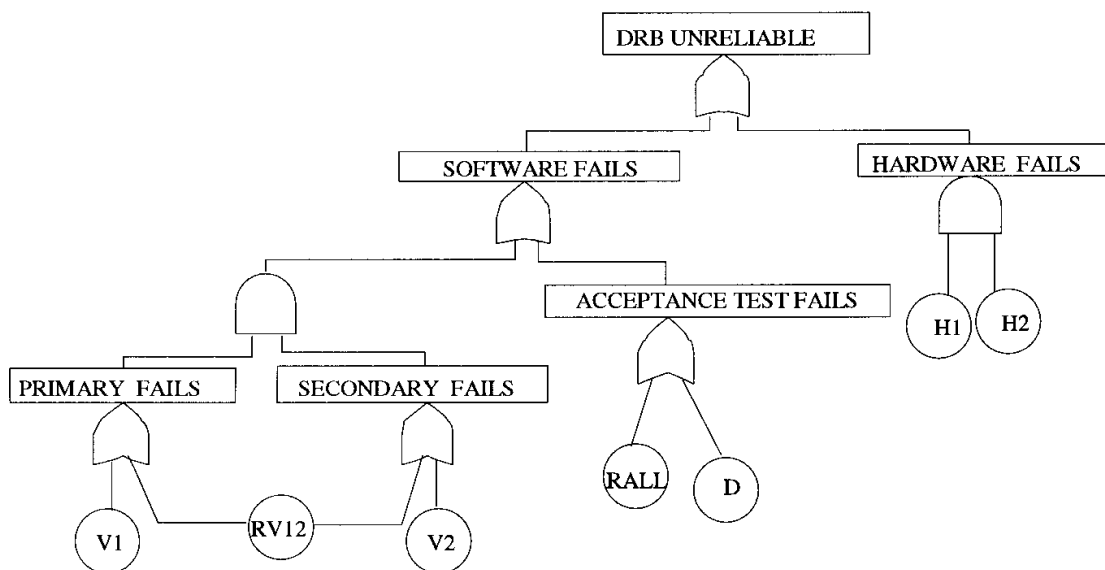 DRB UNRELIABLE
SOFTWARE FAILS
HARDWARE FAILS
ACCEPTANCE TEST FAILS
H1
H2
PRIMARY FAILS
SECONDARY FAILS
RALL
D
V1
RV12
V2